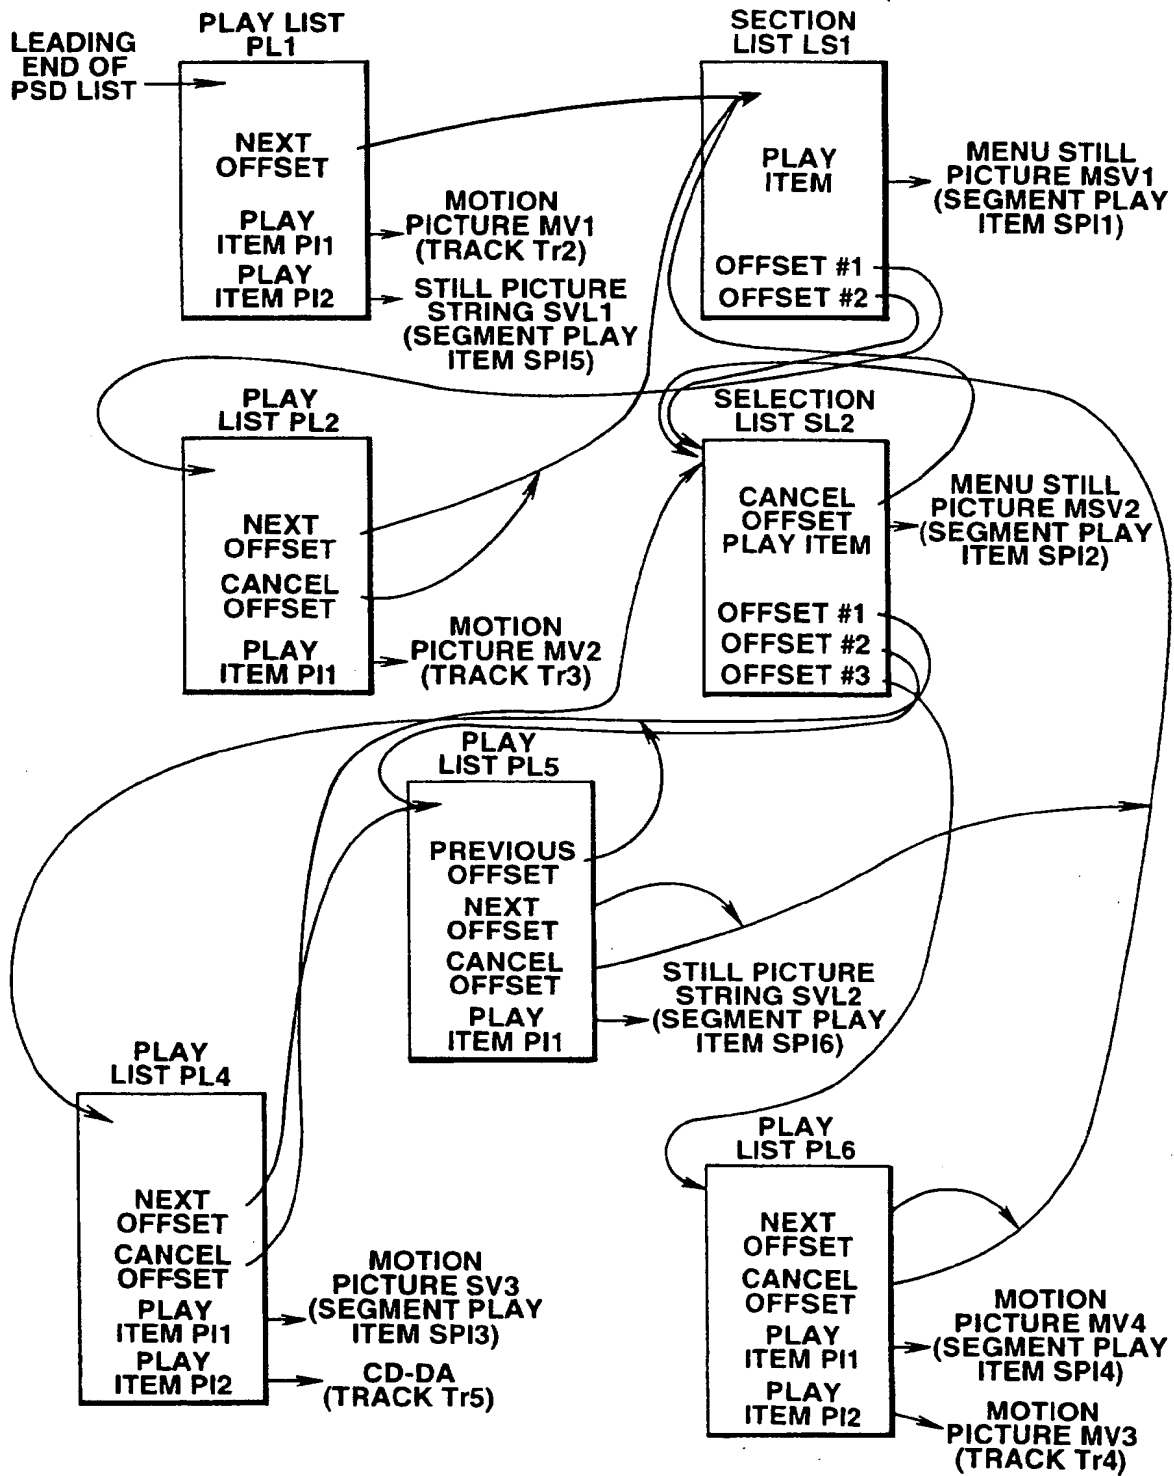 LEADING
END OF
PSD LIST
PLAY LIST
PL1
NEXT
OFFSET
PLAY
ITEM PI1
PLAY
ITEM PI2
MOTION
PICTURE MV1
(TRACK Tr2)
STILL PICTURE
STRING SVL1
(SEGMENT PLAY
ITEM SPI5)
SECTION
LIST LS1
PLAY
ITEM
OFFSET #1
OFFSET #2
MENU STILL
PICTURE MSV1
(SEGMENT PLAY
ITEM SPI1)
PLAY
LIST PL2
NEXT
OFFSET
CANCEL
OFFSET
PLAY
ITEM PI1
MOTION
PICTURE MV2
(TRACK Tr3)
SELECTION
LIST SL2
CANCEL
OFFSET
PLAY ITEM
OFFSET #1
OFFSET #2
OFFSET #3
MENU STILL
PICTURE MSV2
(SEGMENT PLAY
ITEM SPI2)
PLAY
LIST PL5
PREVIOUS
OFFSET
NEXT
OFFSET
CANCEL
OFFSET
PLAY
ITEM PI1
STILL PICTURE
STRING SVL2
(SEGMENT PLAY
ITEM SPI6)
PLAY
LIST PL4
NEXT
OFFSET
CANCEL
OFFSET
PLAY
ITEM PI1
PLAY
ITEM PI2
MOTION
PICTURE SV3
(SEGMENT PLAY
ITEM SPI3)
CD-DA
(TRACK Tr5)
PLAY
LIST PL6
NEXT
OFFSET
CANCEL
OFFSET
PLAY
ITEM PI1
PLAY
ITEM PI2
MOTION
PICTURE MV4
(SEGMENT PLAY
ITEM SPI4)
MOTION
PICTURE MV3
(TRACK Tr4)